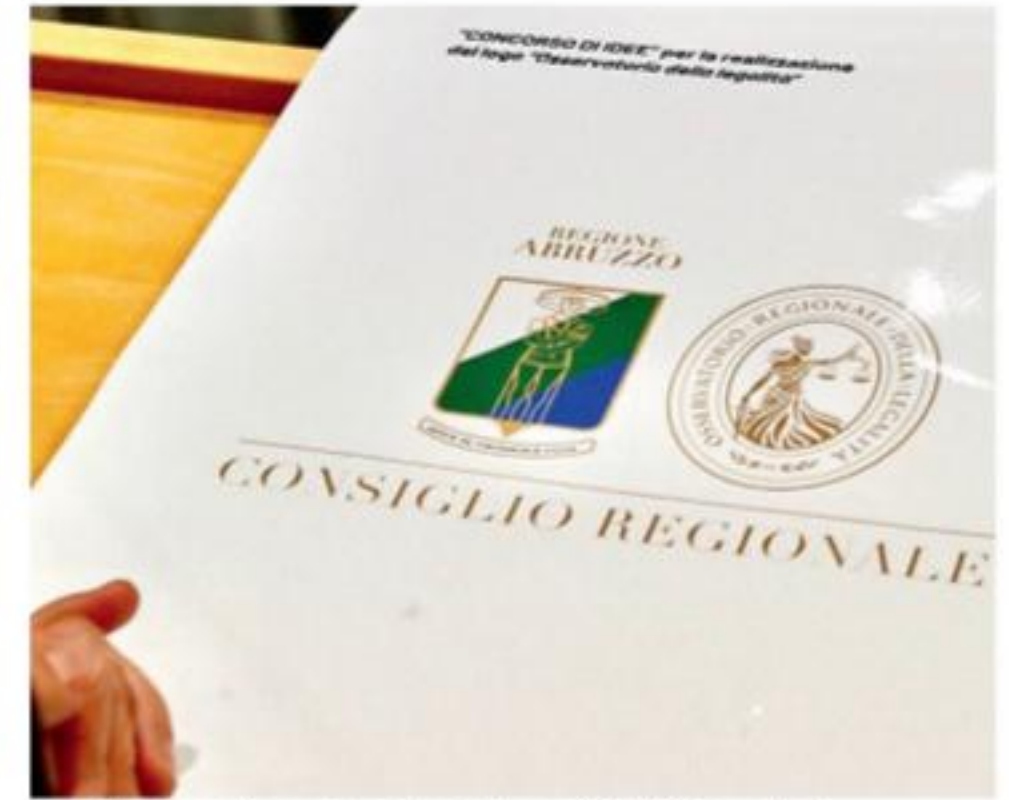 "CONCORSO DI IDEE" per la realizzazione
del logo "Osservatorio della legalità"
REGIONE
ABRUZZO
OSSERVATORIO · REGIONALE · DELLA · LEGALITÀ
CONSIGLIO REGIONALE